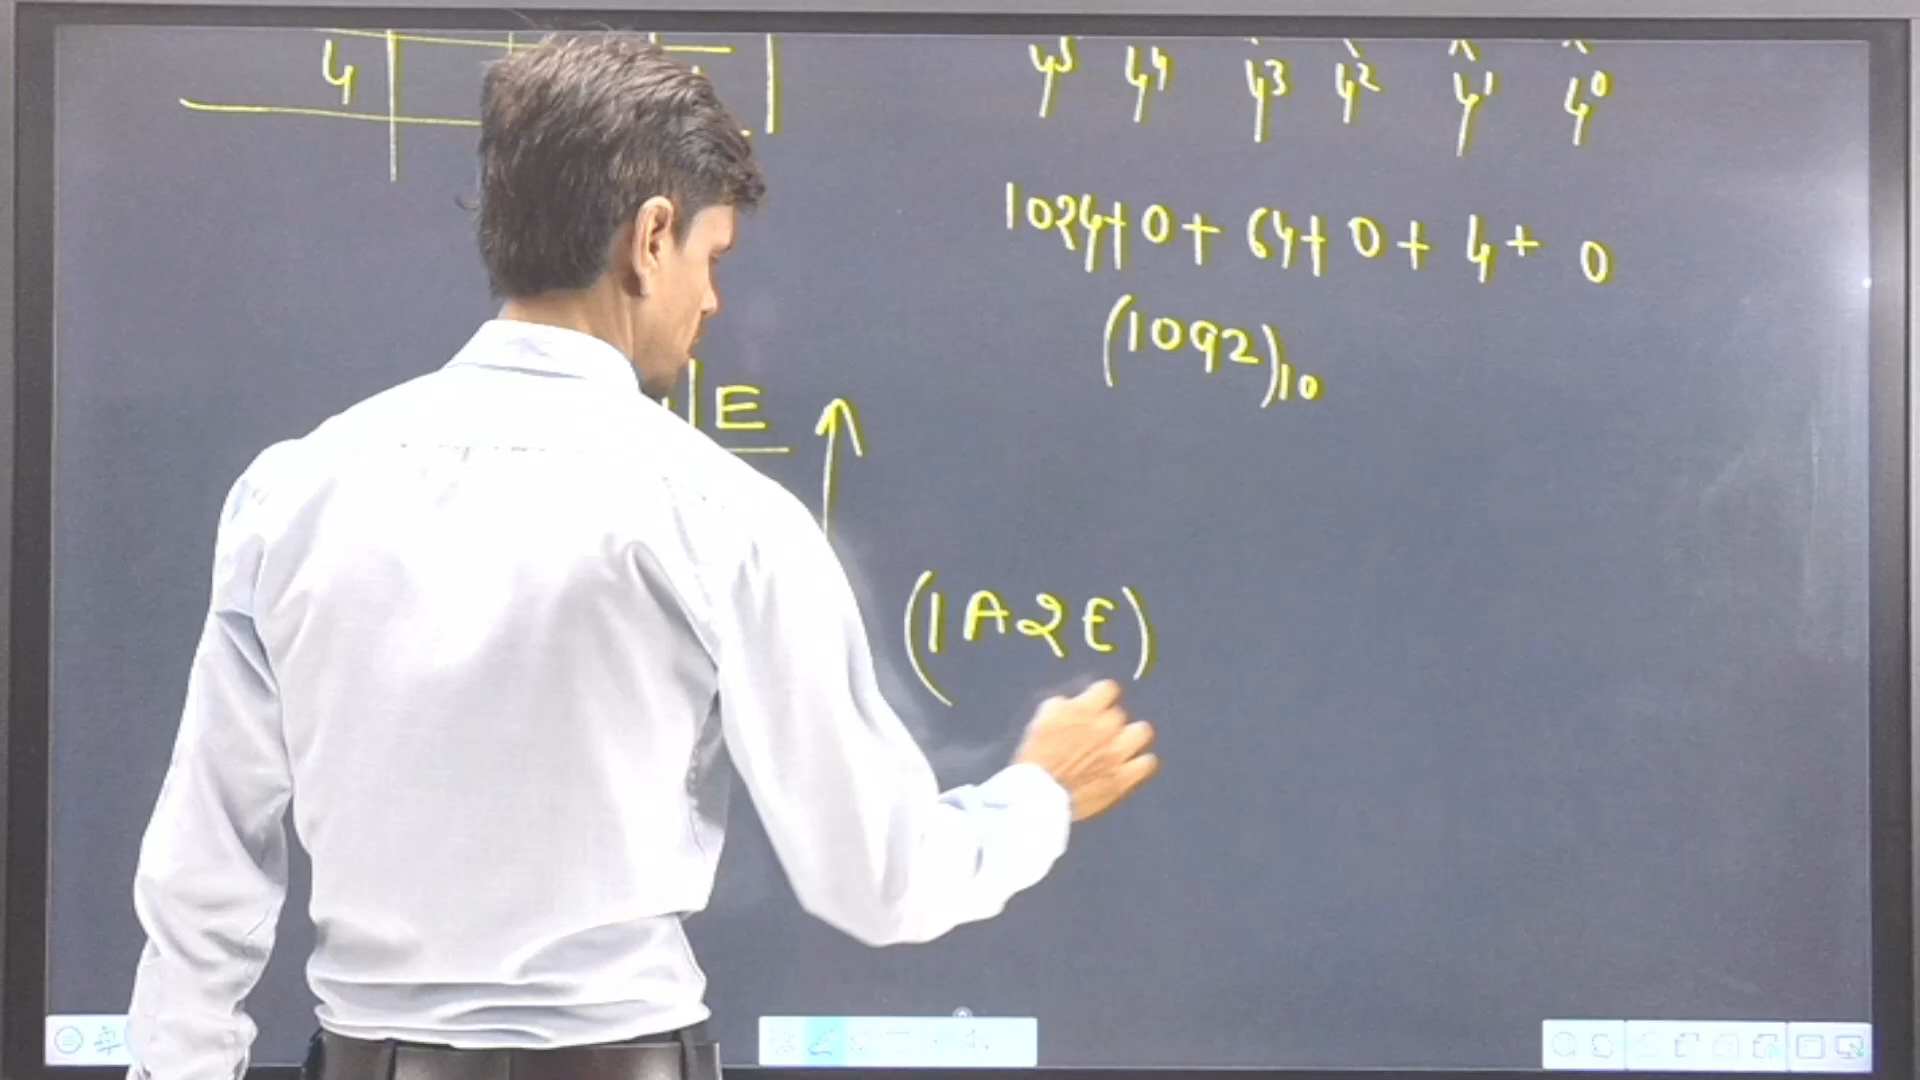 4
4⁵ 4⁴ 4³ 4² 4¹ 4⁰
1024+ 0 + 64+ 0 + 4 + 0
(1092)₁₀
E
(1A2E)